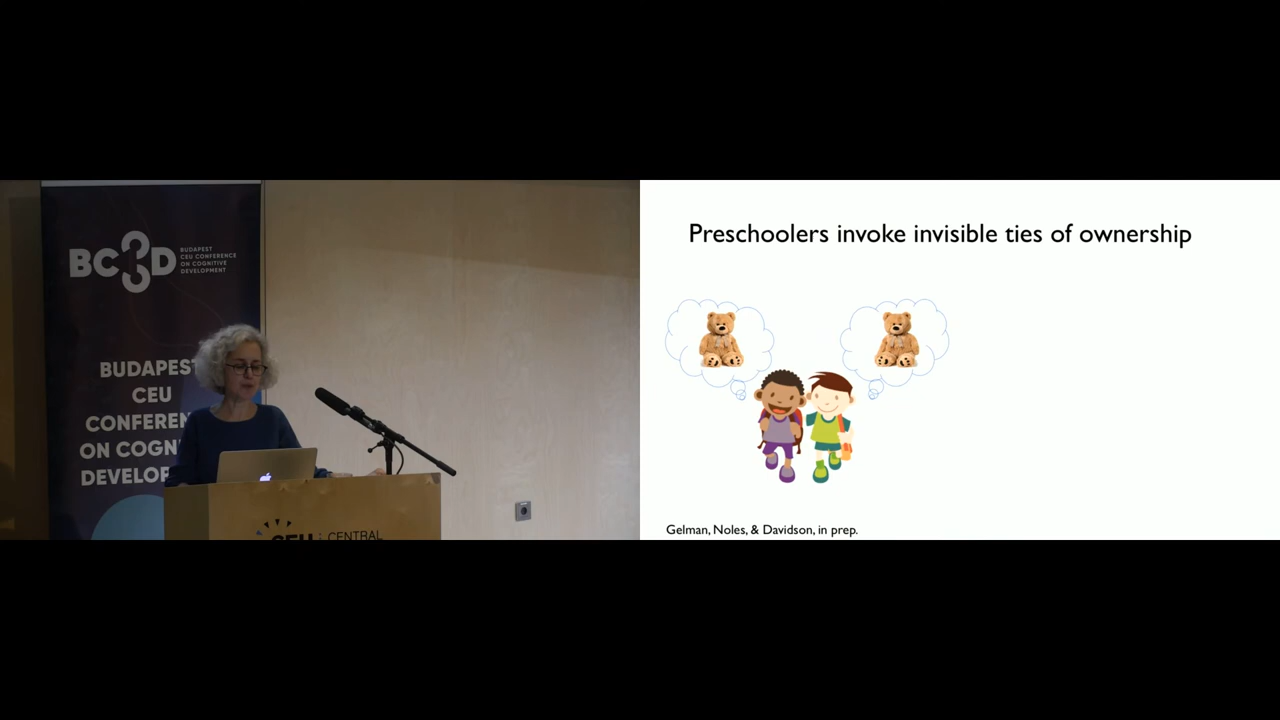 BC3D
BUDAPEST
CEU CONFERENCE
ON COGNITIVE
DEVELOPMENT
BUDAPEST
CEU
CONFEREN
ON COGN
DEVELOP
CEU
CENTRAL
Preschoolers invoke invisible ties of ownership
Gelman, Noles, & Davidson, in prep.